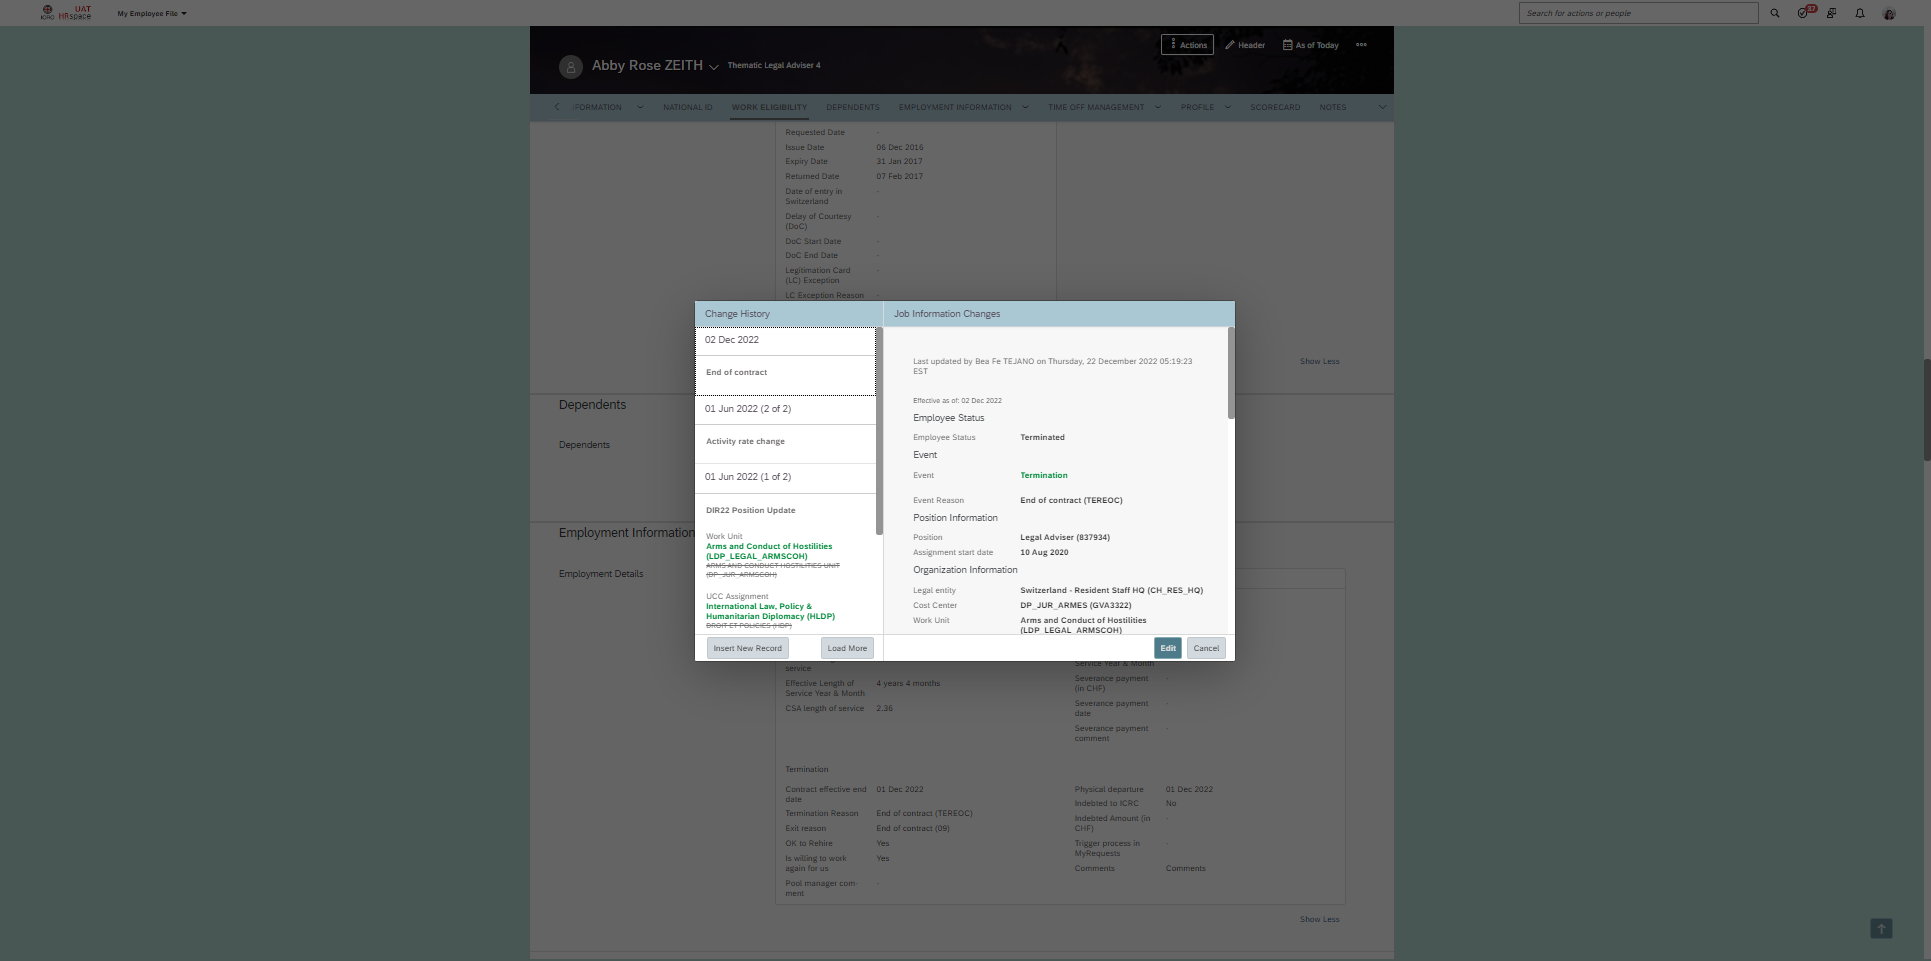 ICRC
UAT
HRspace
My Employee File
Search for actions or people
37
Abby Rose ZEITH
Thematic Legal Adviser 4
Actions
Header
As of Today
FORMATION
NATIONAL ID
WORK ELIGIBILITY
DEPENDENTS
EMPLOYMENT INFORMATION
TIME OFF MANAGEMENT
PROFILE
SCORECARD
NOTES
Requested Date -
Issue Date 06 Dec 2016
Expiry Date 31 Jan 2017
Returned Date 07 Feb 2017
Date of entry in -
Switzerland
Delay of Courtesy -
(DoC)
DoC Start Date -
DoC End Date -
Legitimation Card -
(LC) Exception
LC Exception Reason -
Show Less
Dependents
Dependents
Employment Information
Employment Details
Change History
02 Dec 2022
End of contract
01 Jun 2022 (2 of 2)
Activity rate change
01 Jun 2022 (1 of 2)
DIR22 Position Update
Work Unit
Arms and Conduct of Hostilities
(LDP_LEGAL_ARMSCOH)
ARMS AND CONDUCT HOSTILITIES UNIT
(DP_JUR_ARMSCOH)
UCC Assignment
International Law, Policy &
Humanitarian Diplomacy (HLDP)
DROIT ET POLICIES (HDP)
Insert New Record
Load More
Job Information Changes
Last updated by Bea Fe TEJANO on Thursday, 22 December 2022 05:19:23
EST
Effective as of: 02 Dec 2022
Employee Status
Employee Status Terminated
Event
Event Termination
Event Reason End of contract (TEREOC)
Position Information
Position Legal Adviser (837934)
Assignment start date 10 Aug 2020
Organization Information
Legal entity Switzerland - Resident Staff HQ (CH_RES_HQ)
Cost Center DP_JUR_ARMES (GVA3322)
Work Unit Arms and Conduct of Hostilities
(LDP_LEGAL_ARMSCOH)
Edit
Cancel
service
Effective Length of 4 years 4 months
Service Year & Month
CSA length of service 2.36
Service Year & Month
Severance payment -
(in CHF)
Severance payment -
date
Severance payment -
comment
Termination
Contract effective end 01 Dec 2022
date
Termination Reason End of contract (TEREOC)
Exit reason End of contract (09)
OK to Rehire Yes
Is willing to work Yes
again for us
Pool manager com- -
ment
Physical departure 01 Dec 2022
Indebted to ICRC No
Indebted Amount (in -
CHF)
Trigger process in -
MyRequests
Comments Comments
Show Less